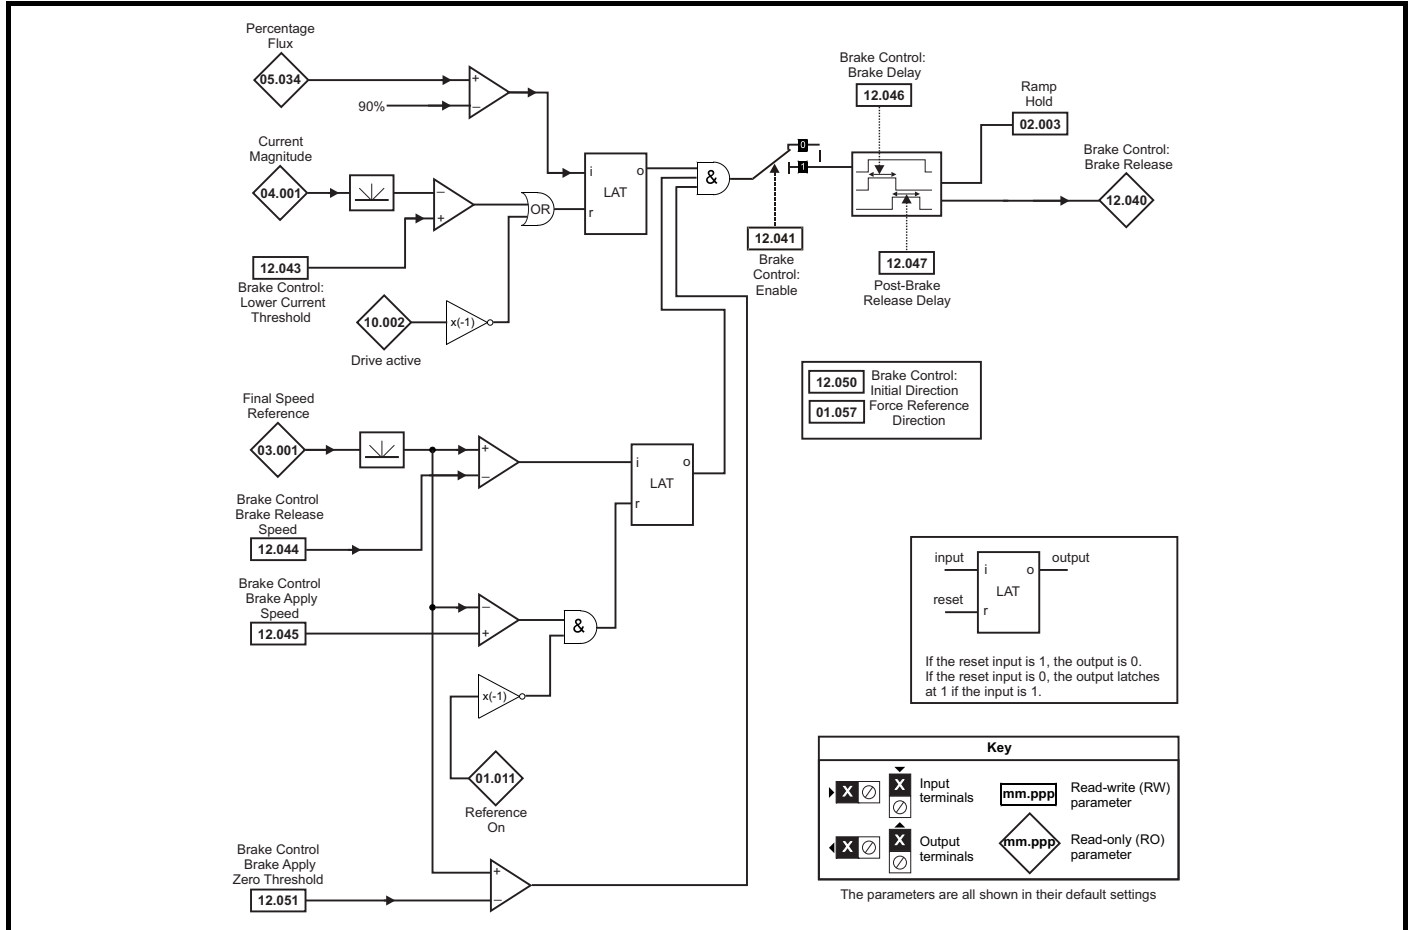 Percentage
Flux
05.034
+
90%
–
Current
Magnitude
04.001
–
+
12.043
Brake Control:
Lower Current
Threshold
10.002
x(-1)
Drive active
OR
i
o
LAT
r
&
0
1
12.041
Brake
Control:
Enable
Brake Control:
Brake Delay
12.046
12.047
Post-Brake
Release Delay
Ramp
Hold
02.003
Brake Control:
Brake Release
12.040
12.050
Brake Control:
Initial Direction
01.057
Force Reference
Direction
Final Speed
Reference
03.001
+
–
Brake Control
Brake Release
Speed
12.044
i
o
LAT
r
Brake Control
Brake Apply
Speed
12.045
–
+
&
x(-1)
01.011
Reference
On
Brake Control
Brake Apply
Zero Threshold
12.051
+
–
input
output
i
o
LAT
reset
r
If the reset input is 1, the output is 0.
If the reset input is 0, the output latches
at 1 if the input is 1.
Key
X
X
Input
terminals
mm.ppp
Read-write (RW)
parameter
X
X
Output
terminals
mm.ppp
Read-only (RO)
parameter
The parameters are all shown in their default settings